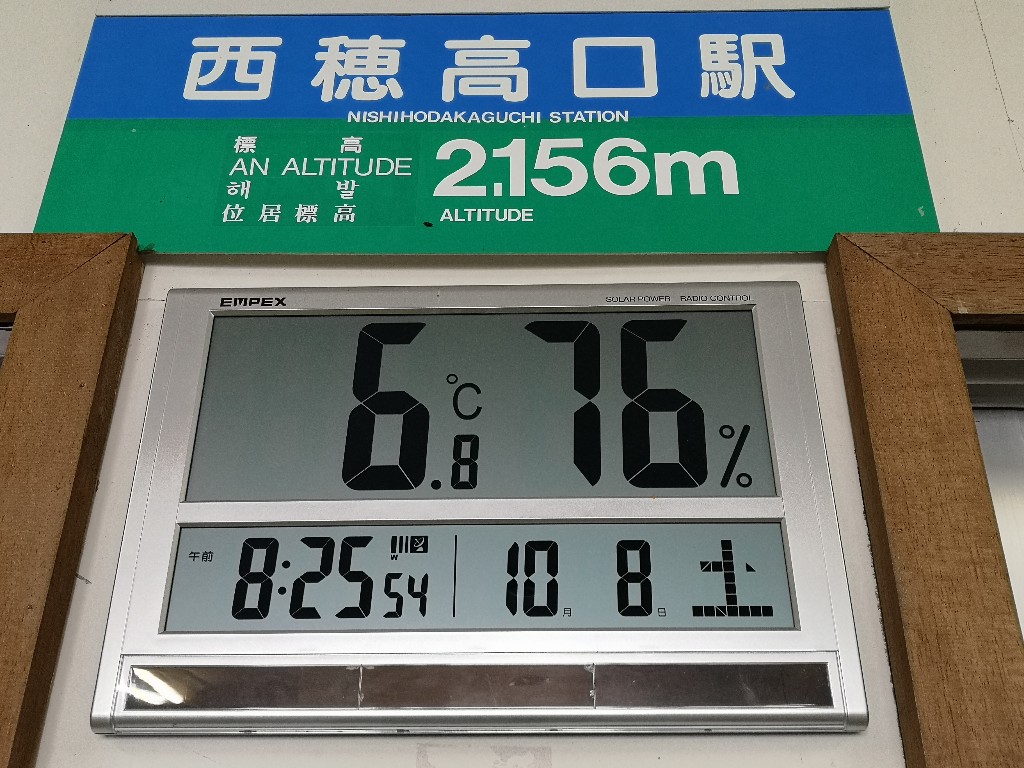 西穂高口駅
NISHIHODAKAGUCHI STATION
標高
AN ALTITUDE
해발
位居標高
2.156m
ALTITUDE
EMPEX
SOLAR POWER RADIO CONTROL
6.8 °C 76 %
午前 8:25 54 W 10月 8日 土